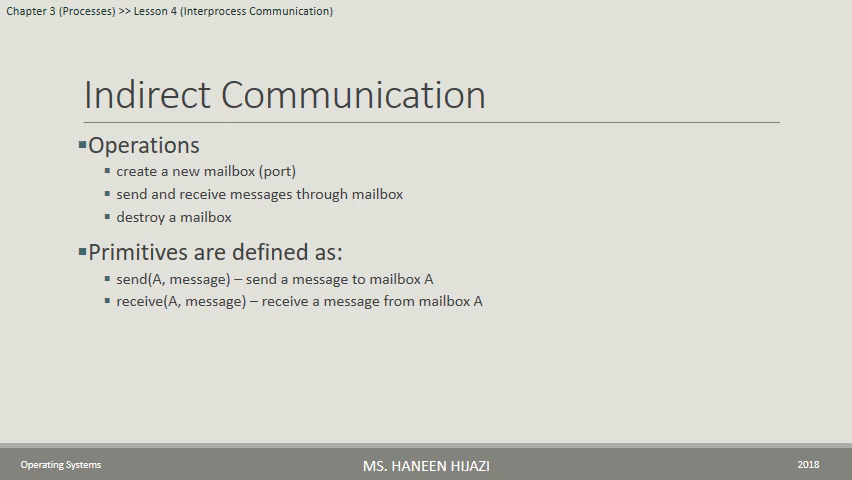 Chapter 3 (Processes) >> Lesson 4 (Interprocess Communication)
Indirect Communication
▪Operations
▪ create a new mailbox (port)
▪ send and receive messages through mailbox
▪ destroy a mailbox
▪Primitives are defined as:
▪ send(A, message) – send a message to mailbox A
▪ receive(A, message) – receive a message from mailbox A
Operating Systems
MS. HANEEN HIJAZI
2018